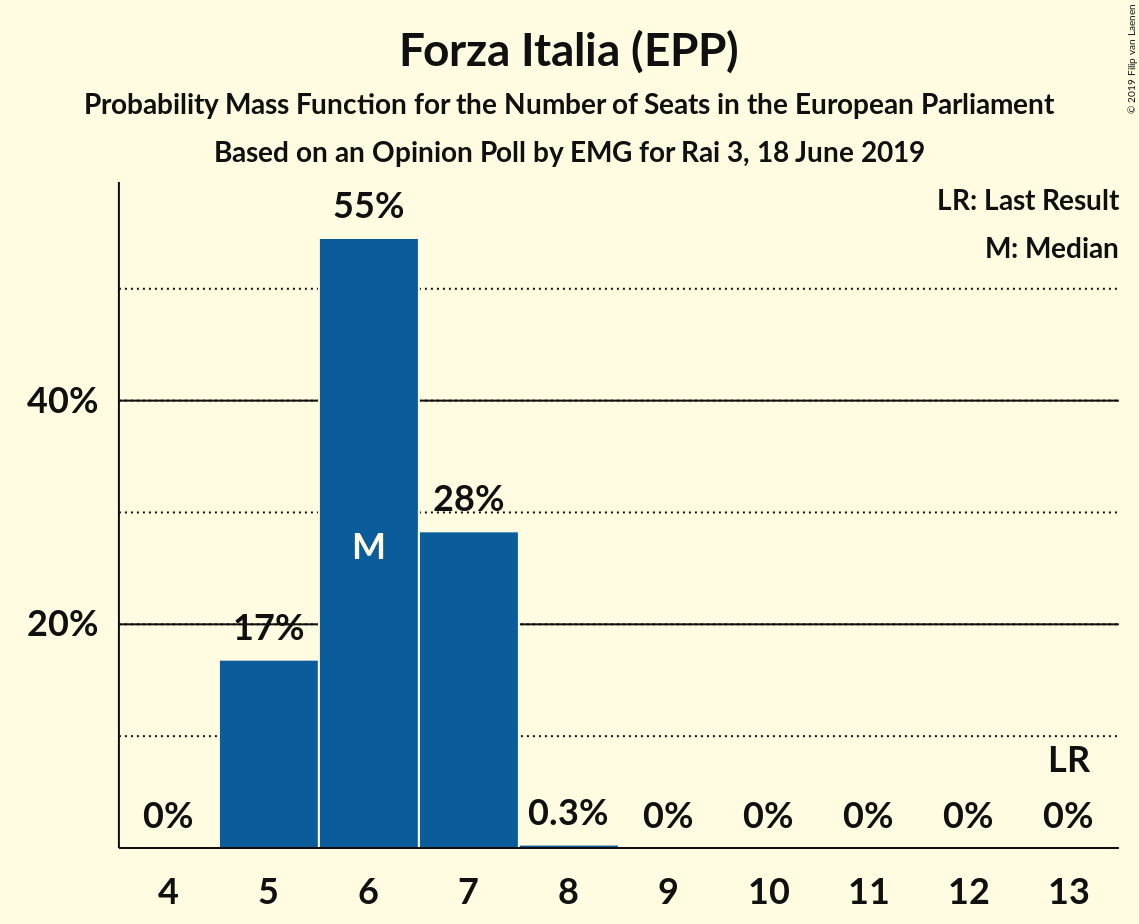 Forza Italia (EPP)
Probability Mass Function for the Number of Seats in the European Parliament
Based on an Opinion Poll by EMG for Rai 3, 18 June 2019
© 2019 Filip van Laenen
LR: Last Result
M: Median
55%
40%
28%
M
20%
17%
LR
0%
0.3%
0%
0%
0%
0%
0%
4 5 6 7 8 9 10 11 12 13